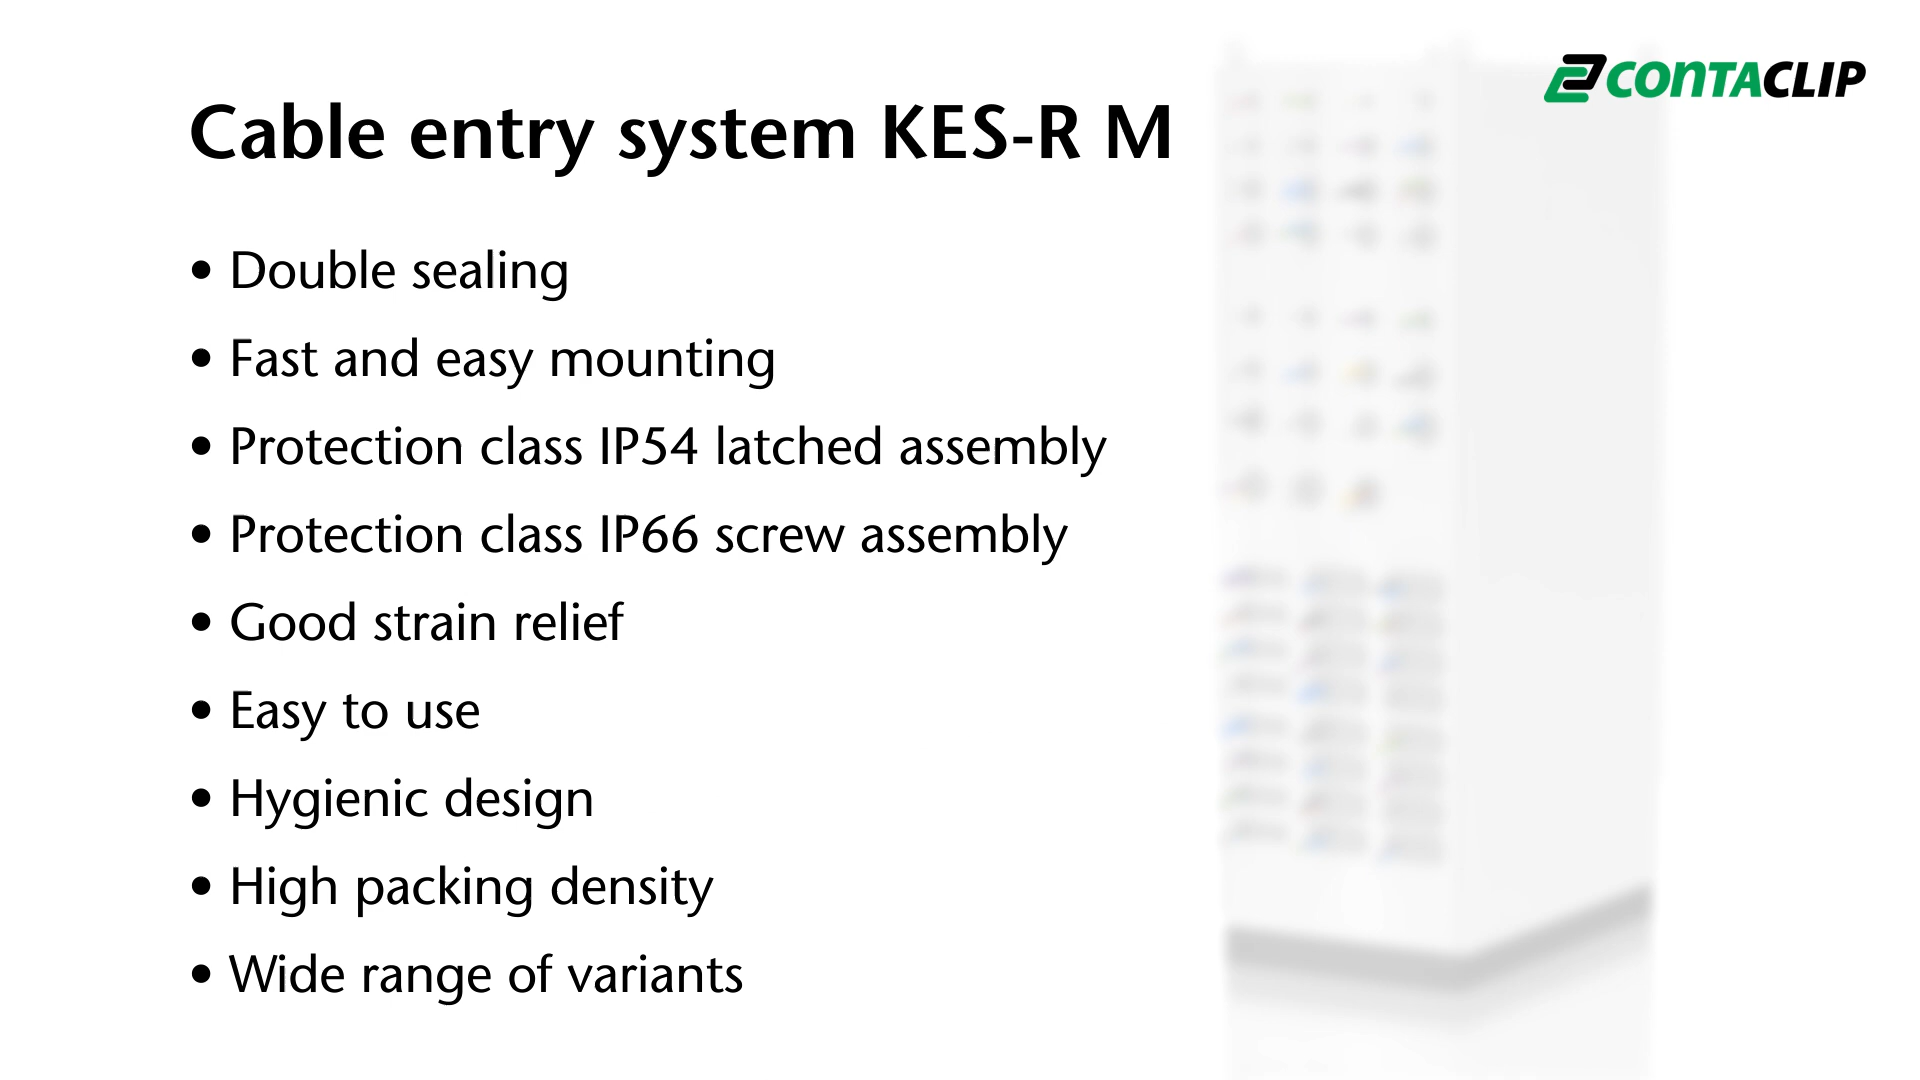 CONTACLIP
Cable entry system KES-R M
• Double sealing
• Fast and easy mounting
• Protection class IP54 latched assembly
• Protection class IP66 screw assembly
• Good strain relief
• Easy to use
• Hygienic design
• High packing density
• Wide range of variants